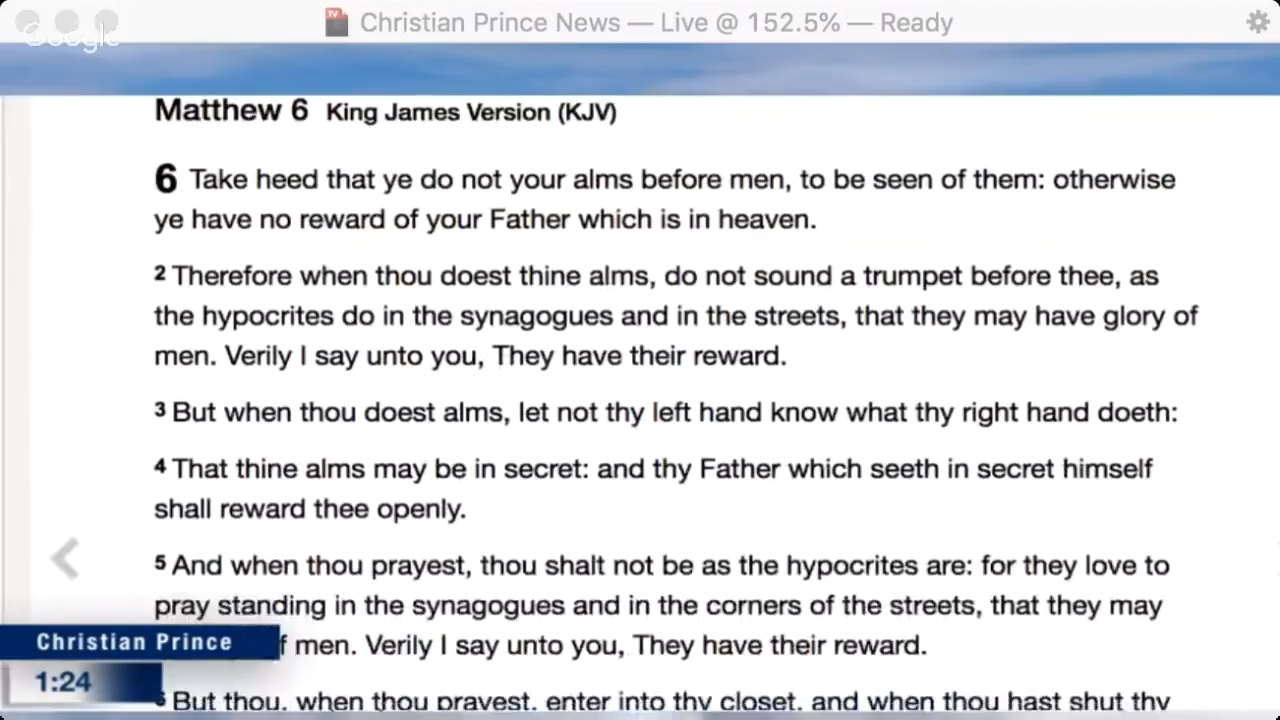 Christian Prince News — Live @ 152.5% — Ready
Google
TV
Matthew 6 King James Version (KJV)
6 Take heed that ye do not your alms before men, to be seen of them: otherwise
ye have no reward of your Father which is in heaven.
2 Therefore when thou doest thine alms, do not sound a trumpet before thee, as
the hypocrites do in the synagogues and in the streets, that they may have glory of
men. Verily I say unto you, They have their reward.
3 But when thou doest alms, let not thy left hand know what thy right hand doeth:
4 That thine alms may be in secret: and thy Father which seeth in secret himself
shall reward thee openly.
5 And when thou prayest, thou shalt not be as the hypocrites are: for they love to
pray standing in the synagogues and in the corners of the streets, that they may
men. Verily I say unto you, They have their reward.
But thou, when thou prayest, enter into thy closet, and when thou hast shut thy
Christian Prince
1:24